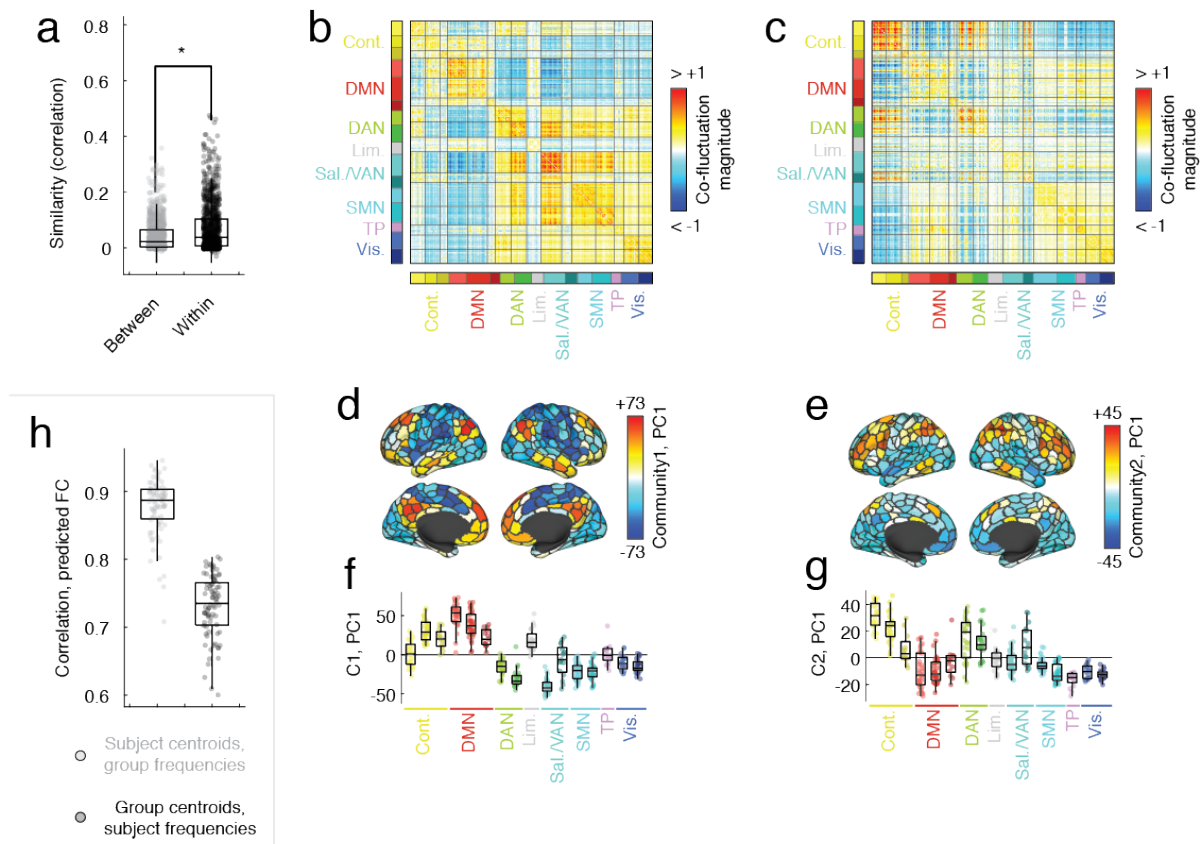 a
0.8
0.6
0.4
0.2
0
Similarity (correlation)
*
Between
Within
b
Cont.
DMN
DAN
Lim.
Sal./VAN
SMN
TP
Vis.
Cont.
DMN
DAN
Lim.
Sal./VAN
SMN
TP
Vis.
> +1
Co-fluctuation
magnitude
< -1
c
Cont.
DMN
DAN
Lim.
Sal./VAN
SMN
TP
Vis.
Cont.
DMN
DAN
Lim.
Sal./VAN
SMN
TP
Vis.
> +1
Co-fluctuation
magnitude
< -1
d
+73
Community1, PC1
-73
e
+45
Community2, PC1
-45
f
C1, PC1
50
0
-50
Cont.
DMN
DAN
Lim.
Sal./VAN
SMN
TP
Vis.
g
C2, PC1
40
20
0
-20
Cont.
DMN
DAN
Lim.
Sal./VAN
SMN
TP
Vis.
h
Correlation, predicted FC
0.9
0.8
0.7
0.6
Subject centroids,
group frequencies
Group centroids,
subject frequencies